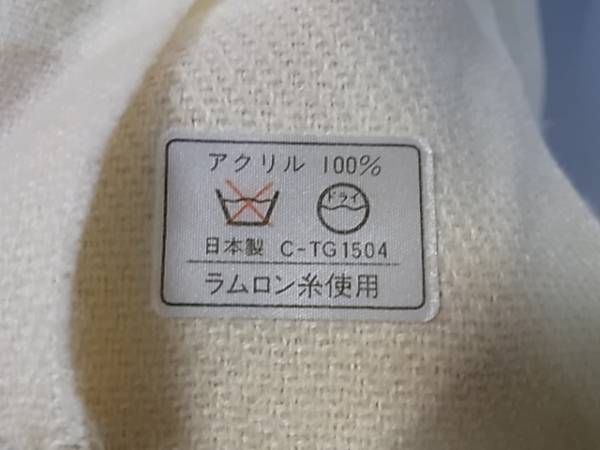 アクリル 100%
ドライ
日本製 C-TG1504
ラムロン糸使用